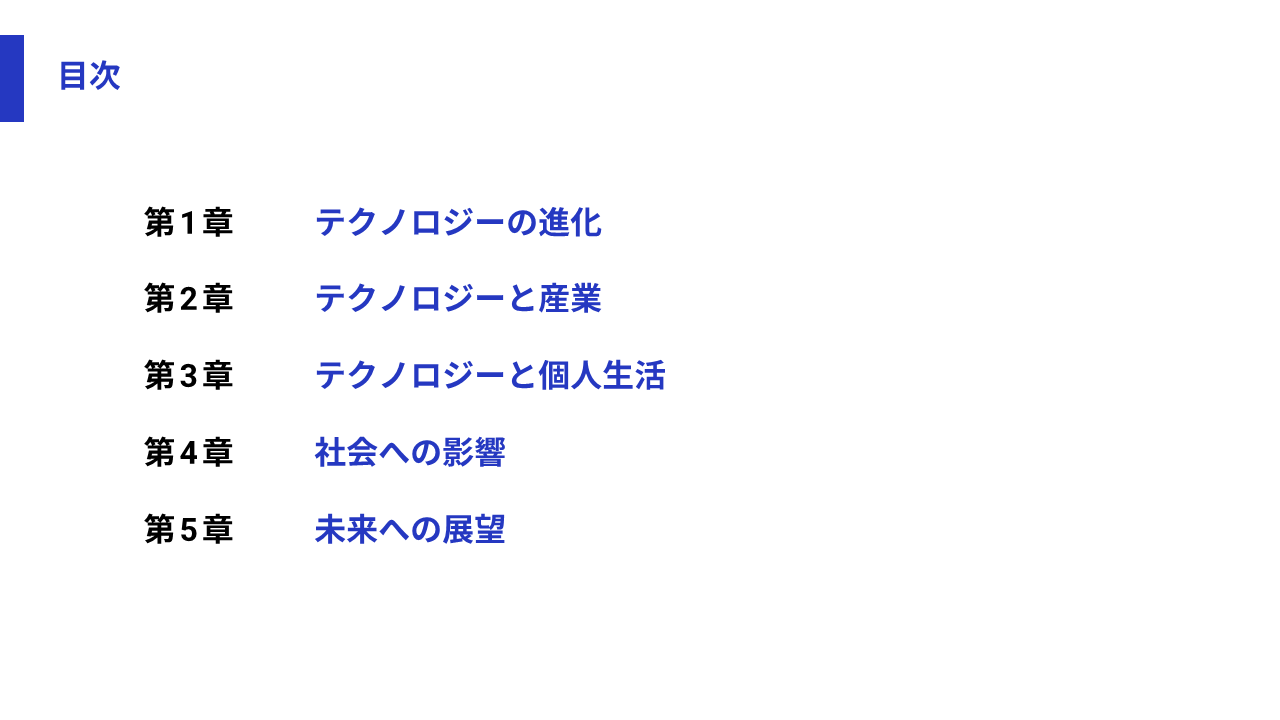 目次
第1章 テクノロジーの進化
第2章 テクノロジーと産業
第3章 テクノロジーと個人生活
第4章 社会への影響
第5章 未来への展望